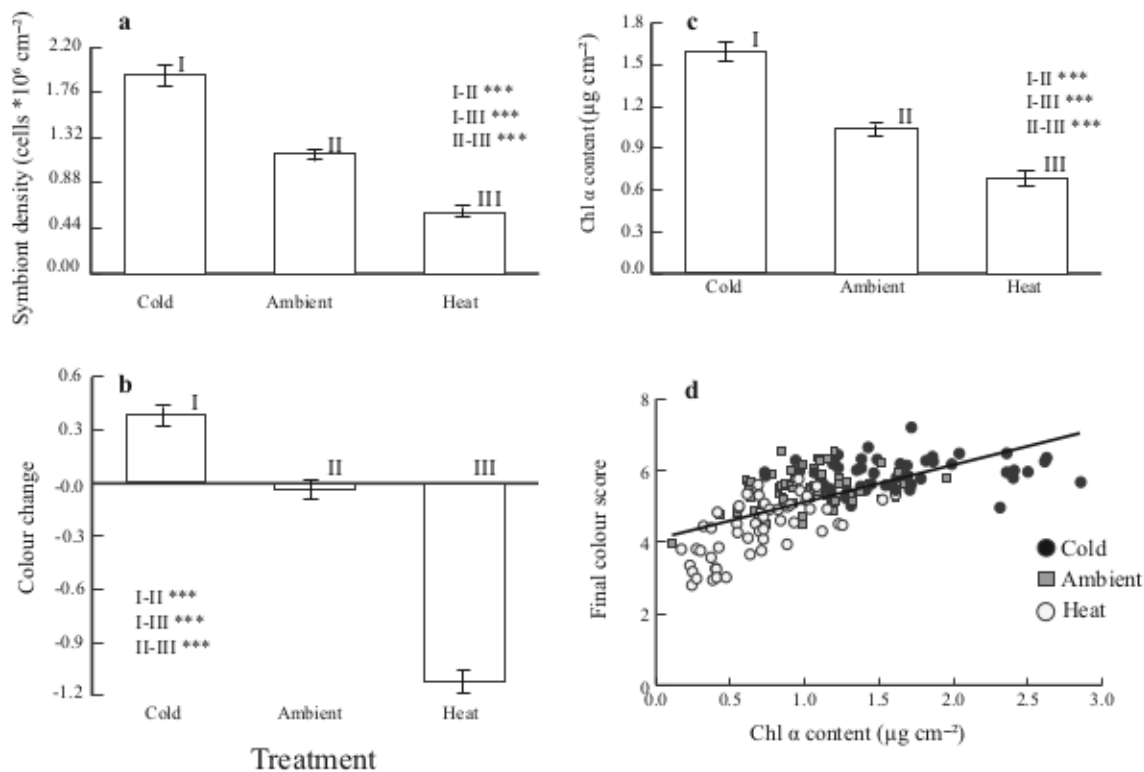 a
Symbiont density (cells *10⁶ cm⁻²)
2.20
1.76
1.32
0.88
0.44
0.00
I
II
III
I-II ***
I-III ***
II-III ***
Cold Ambient Heat
c
Chl α content (µg cm⁻²)
1.8
1.5
1.2
0.9
0.6
0.3
0.0
I
II
III
I-II ***
I-III ***
II-III ***
Cold Ambient Heat
b
Colour change
0.6
0.3
-0.0
-0.3
-0.6
-0.9
-1.2
I
II
III
I-II ***
I-III ***
II-III ***
Cold Ambient Heat
Treatment
d
Final colour score
8
6
4
2
0
Cold
Ambient
Heat
0.0 0.5 1.0 1.5 2.0 2.5 3.0
Chl α content (µg cm⁻²)